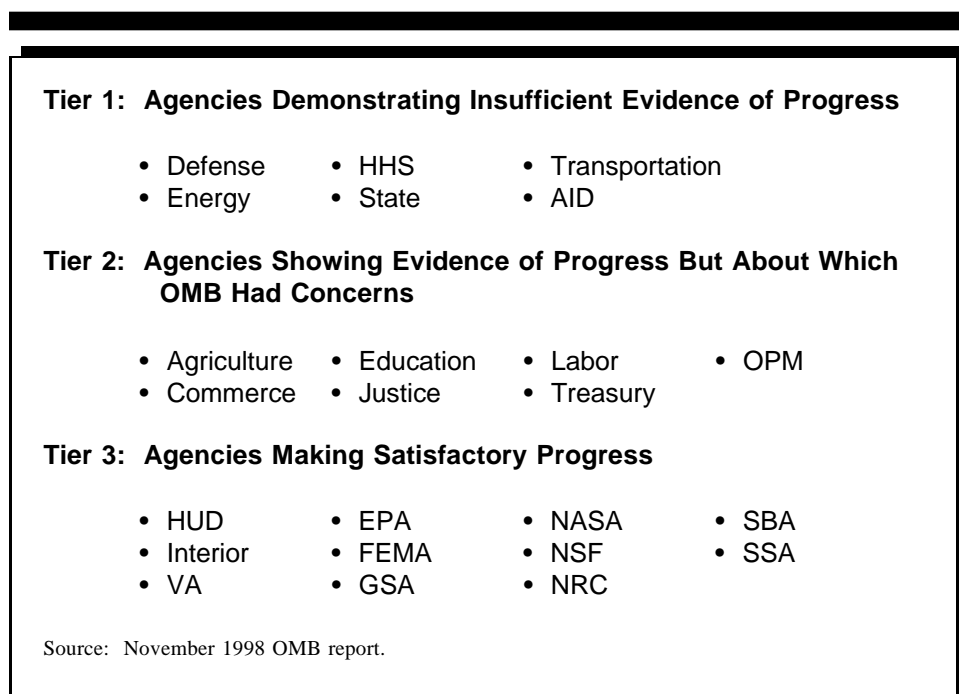 Tier 1: Agencies Demonstrating Insufficient Evidence of Progress
• Defense • HHS • Transportation
• Energy • State • AID
Tier 2: Agencies Showing Evidence of Progress But About Which
OMB Had Concerns
• Agriculture • Education • Labor • OPM
• Commerce • Justice • Treasury
Tier 3: Agencies Making Satisfactory Progress
• HUD • EPA • NASA • SBA
• Interior • FEMA • NSF • SSA
• VA • GSA • NRC
Source: November 1998 OMB report.